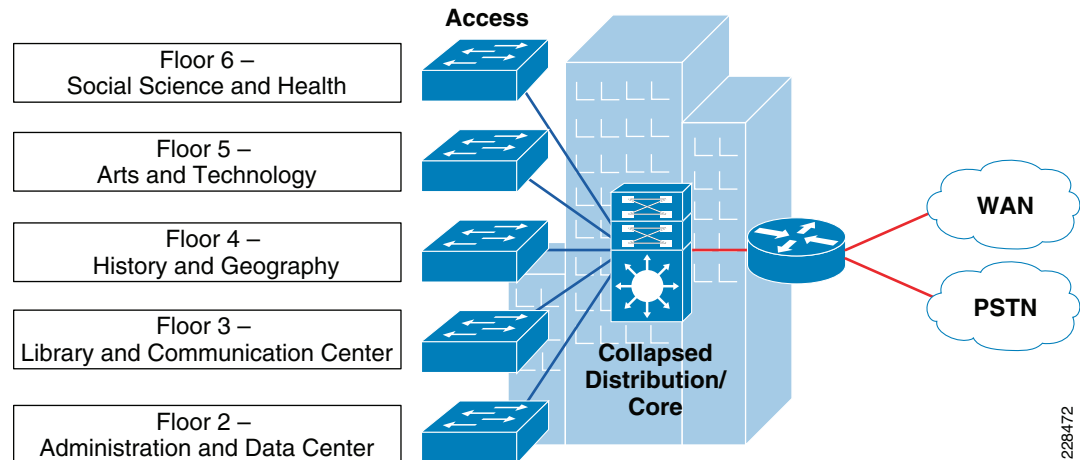 Access
Floor 6 –
Social Science and Health
Floor 5 –
Arts and Technology
Floor 4 –
History and Geography
Floor 3 –
Library and Communication Center
Floor 2 –
Administration and Data Center
Collapsed
Distribution/
Core
WAN
PSTN
228472